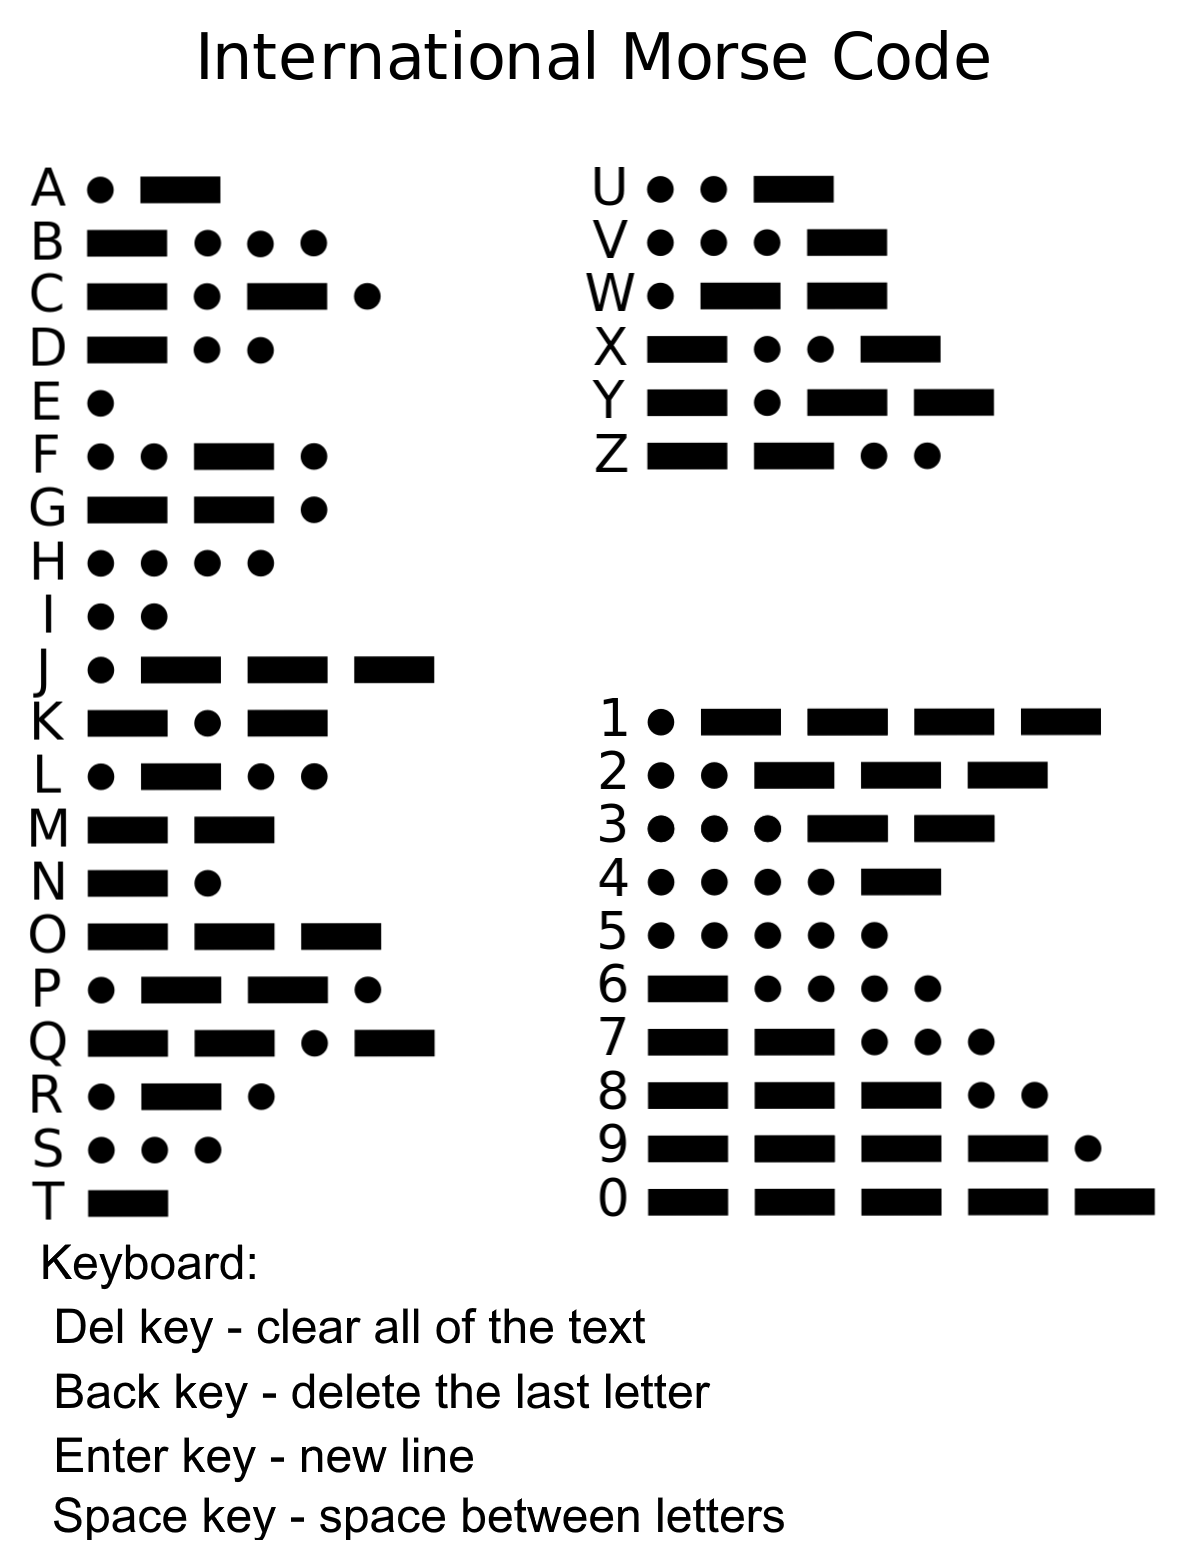 International Morse Code
A ● ▬
B ▬ ● ● ●
C ▬ ● ▬ ●
D ▬ ● ●
E ●
F ● ● ▬ ●
G ▬ ▬ ●
H ● ● ● ●
I ● ●
J ● ▬ ▬ ▬
K ▬ ● ▬
L ● ▬ ● ●
M ▬ ▬
N ▬ ●
O ▬ ▬ ▬
P ● ▬ ▬ ●
Q ▬ ▬ ● ▬
R ● ▬ ●
S ● ● ●
T ▬
U ● ● ▬
V ● ● ● ▬
W ● ▬ ▬
X ▬ ● ● ▬
Y ▬ ● ▬ ▬
Z ▬ ▬ ● ●
1 ● ▬ ▬ ▬ ▬
2 ● ● ▬ ▬ ▬
3 ● ● ● ▬ ▬
4 ● ● ● ● ▬
5 ● ● ● ● ●
6 ▬ ● ● ● ●
7 ▬ ▬ ● ● ●
8 ▬ ▬ ▬ ● ●
9 ▬ ▬ ▬ ▬ ●
0 ▬ ▬ ▬ ▬ ▬
Keyboard:
Del key - clear all of the text
Back key - delete the last letter
Enter key - new line
Space key - space between letters